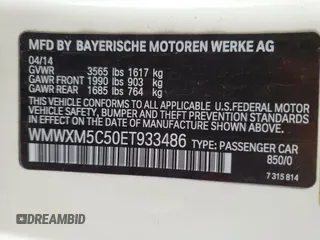 MFD BY BAYERISCHE MOTOREN WERKE AG
04/14
GVWR 3565 lbs 1617 kg
GAWR FRONT 1990 lbs 903 kg
GAWR REAR 1685 lbs 764 kg
THIS VEHICLE CONFORMS TO ALL APPLICABLE
U.S.FEDERAL MOTOR
VEHICLE SAFETY, BUMPER AND THEFT PREVENTION
STANDARDS IN EFFECT ON THE DATE OF
MANUFACTURE SHOWN ABOVE.
WMWXM5C50ET933486 TYPE: PASSENGER CAR
850/0
7 315 814
DREAMBID